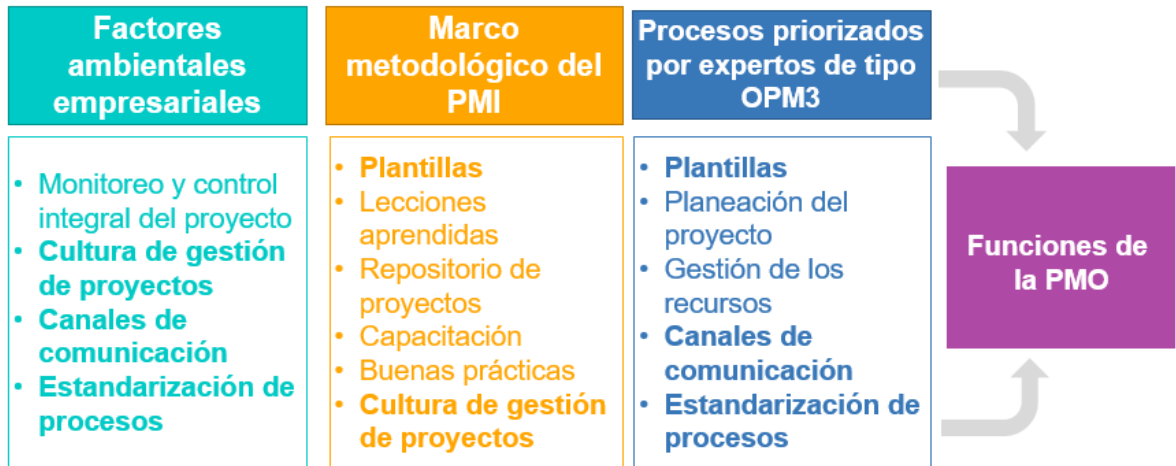 Factores
ambientales
empresariales
• Monitoreo y control
integral del proyecto
• Cultura de gestión
de proyectos
• Canales de
comunicación
• Estandarización de
procesos
Marco
metodológico del
PMI
• Plantillas
• Lecciones
aprendidas
• Repositorio de
proyectos
• Capacitación
• Buenas prácticas
• Cultura de gestión
de proyectos
Procesos priorizados
por expertos de tipo
OPM3
• Plantillas
• Planeación del
proyecto
• Gestión de los
recursos
• Canales de
comunicación
• Estandarización de
procesos
Funciones de
la PMO